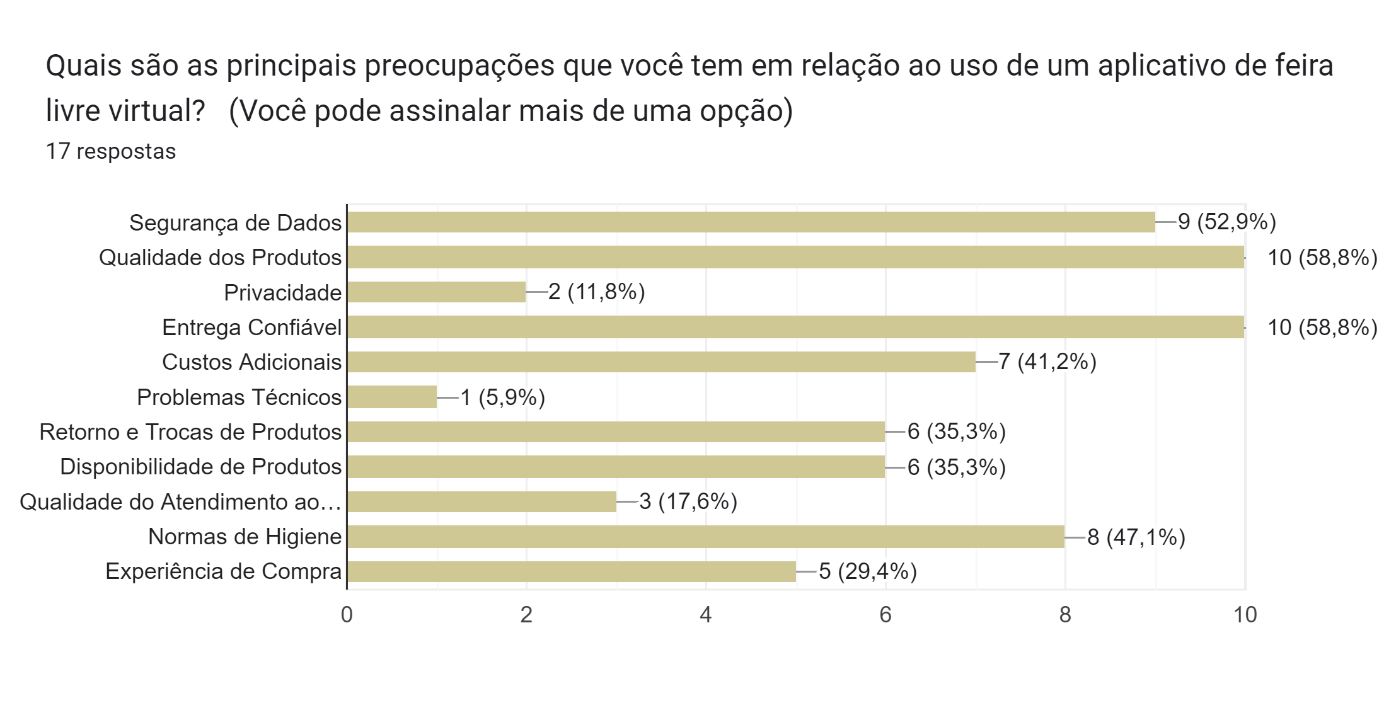 Quais são as principais preocupações que você tem em relação ao uso de um aplicativo de feira
livre virtual?   (Você pode assinalar mais de uma opção)
17 respostas
Segurança de Dados 9 (52,9%)
Qualidade dos Produtos 10 (58,8%)
Privacidade 2 (11,8%)
Entrega Confiável 10 (58,8%)
Custos Adicionais 7 (41,2%)
Problemas Técnicos 1 (5,9%)
Retorno e Trocas de Produtos 6 (35,3%)
Disponibilidade de Produtos 6 (35,3%)
Qualidade do Atendimento ao… 3 (17,6%)
Normas de Higiene 8 (47,1%)
Experiência de Compra 5 (29,4%)
0 2 4 6 8 10